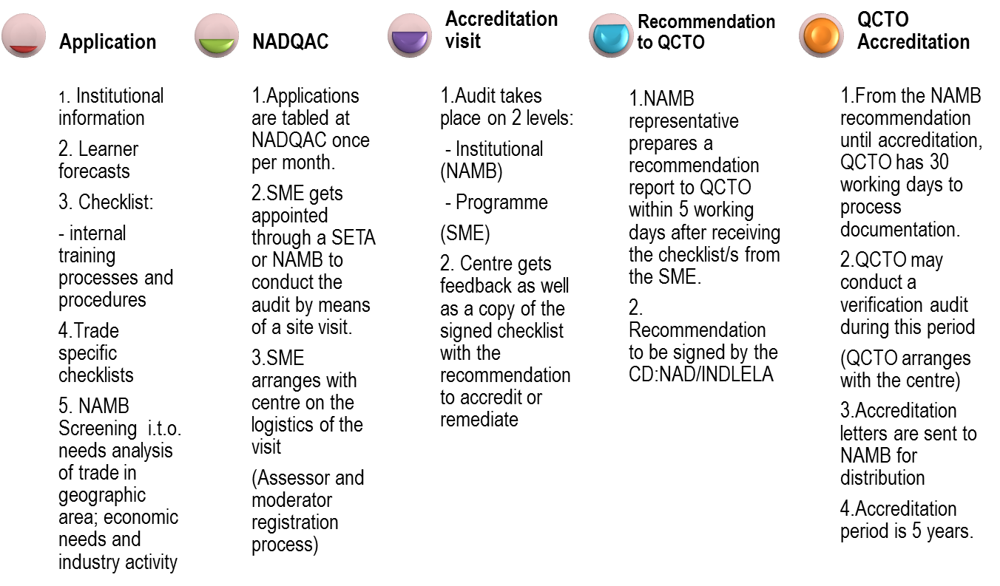 Application
1. Institutional
information
2. Learner
forecasts
3. Checklist:
- internal
training
processes and
procedures
4.Trade
specific
checklists
5. NAMB
Screening i.t.o.
needs analysis
of trade in
geographic
area; economic
needs and
industry activity
NADQAC
1.Applications
are tabled at
NADQAC once
per month.
2.SME gets
appointed
through a SETA
or NAMB to
conduct the
audit by means
of a site visit.
3.SME
arranges with
centre on the
logistics of the
visit
(Assessor and
moderator
registration
process)
Accreditation
visit
1.Audit takes
place on 2 levels:
- Institutional
(NAMB)
- Programme
(SME)
2. Centre gets
feedback as well
as a copy of the
signed checklist
with the
recommendation
to accredit or
remediate
Recommendation
to QCTO
1.NAMB
representative
prepares a
recommendation
report to QCTO
within 5 working
days after receiving
the checklist/s from
the SME.
2.
Recommendation
to be signed by the
CD:NAD/INDLELA
QCTO
Accreditation
1.From the NAMB
recommendation
until accreditation,
QCTO has 30
working days to
process
documentation.
2.QCTO may
conduct a
verification audit
during this period
(QCTO arranges
with the centre)
3.Accreditation
letters are sent to
NAMB for
distribution
4.Accreditation
period is 5 years.